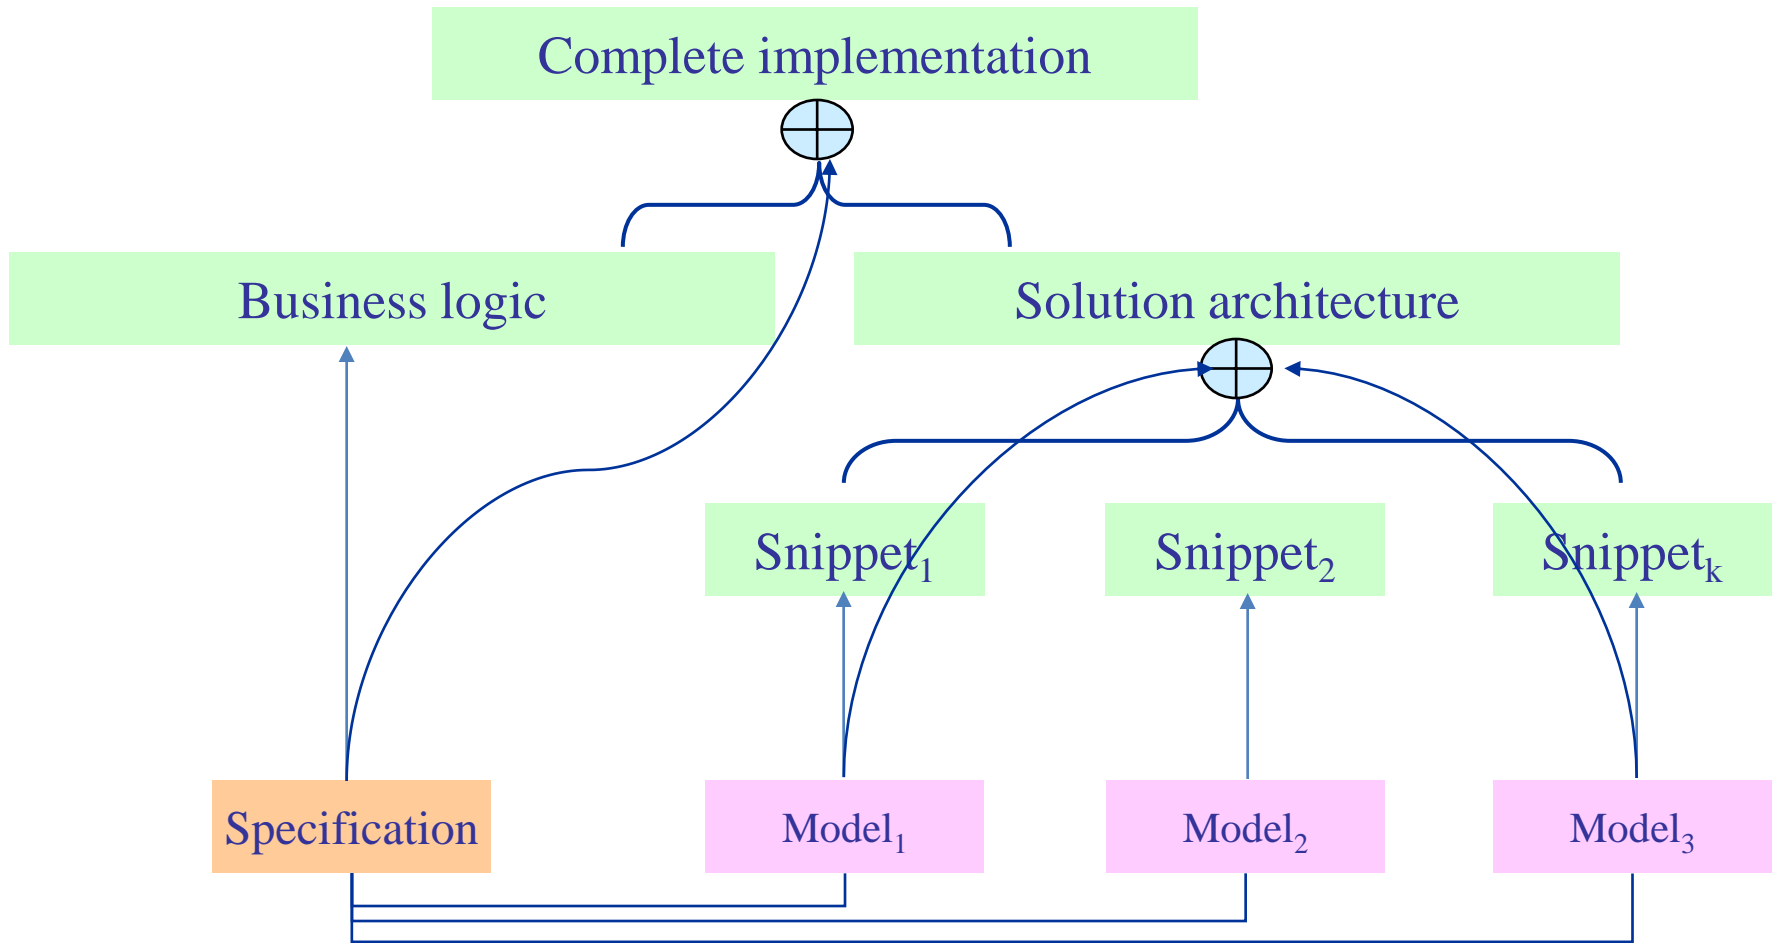 Complete implementation
Business logic
Solution architecture
Snippet₁
Snippet₂
Snippetₖ
Specification
Model₁
Model₂
Model₃